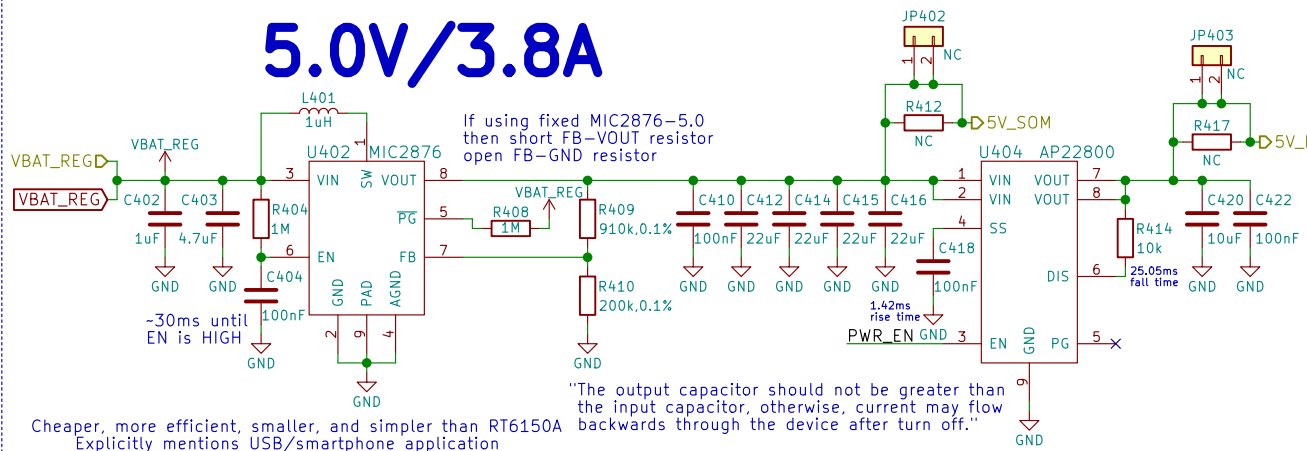 5.0V/3.8A
JP402
1
2
NC
JP403
1
2
NC
L401
1uH
If using fixed MIC2876-5.0
then short FB-VOUT resistor
open FB-GND resistor
R412
NC
5V_SOM
R417
NC
5V_
VBAT_REG
VBAT_REG
VBAT_REG
U402
MIC2876
1
3
VIN
SW
VOUT
8
PG
5
EN
6
FB
7
GND
PAD
AGND
2
9
4
GND
C402
1uF
GND
C403
4.7uF
GND
R404
1M
C404
100nF
GND
~30ms until
EN is HIGH
VBAT_REG
R408
1M
R409
910k,0.1%
R410
200k,0.1%
GND
C410
100nF
GND
C412
22uF
GND
C414
22uF
GND
C415
22uF
GND
C416
22uF
GND
C418
100nF
GND
1.42ms
rise time
PWR_EN
U404
AP22800
1
VIN
2
VIN
4
SS
3
EN
VOUT
7
VOUT
8
DIS
6
PG
5
GND
9
GND
R414
10k
25.05ms
fall time
C420
10uF
GND
C422
100nF
GND
"The output capacitor should not be greater than
the input capacitor, otherwise, current may flow
backwards through the device after turn off."
Cheaper, more efficient, smaller, and simpler than RT6150A
Explicitly mentions USB/smartphone application